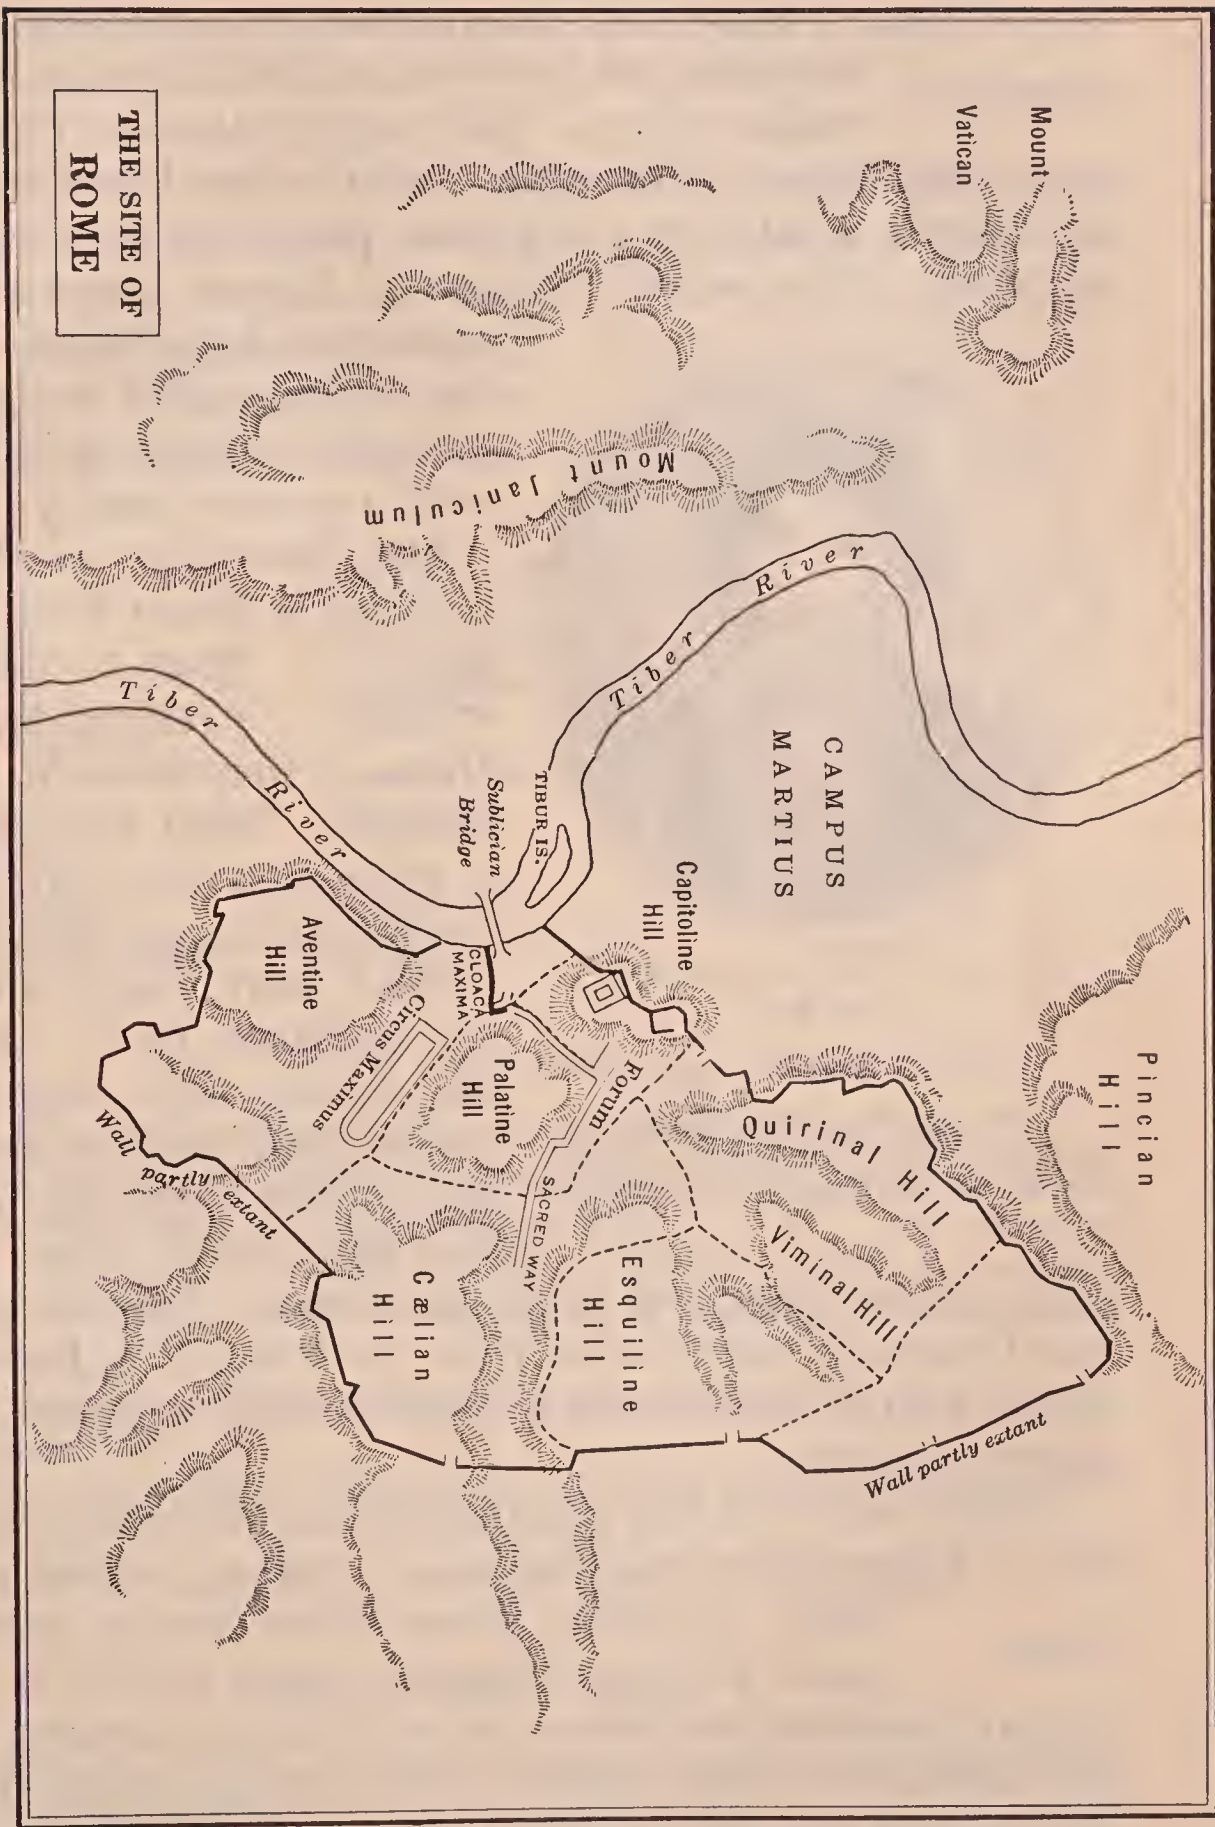 THE SITE OF
ROME
Mount
Vatican
Pincian
Hill
CAMPUS
MARTIUS
Mount Janiculum
Tiber River
Tiber River
TIBUR IS.
Sublician
Bridge
Capitoline
Hill
Quirinal Hill
Viminal Hill
Esquiline
Hill
Forum
SACRED WAY
Palatine
Hill
CLOACA
MAXIMA
Circus Maximus
Aventine
Hill
Cælian
Hill
Wall partly extant
Wall partly extant